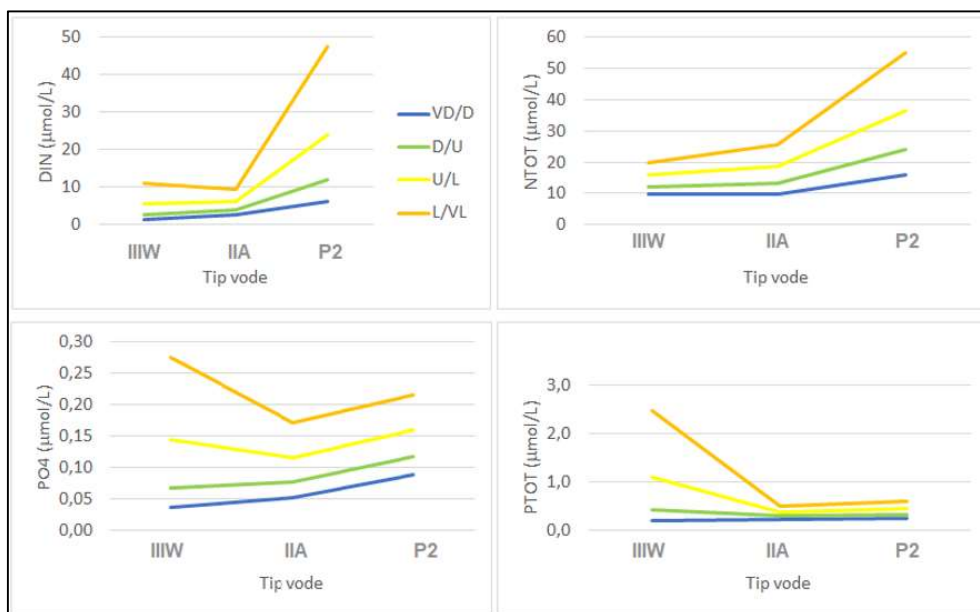 50
40
30
20
10
0
DIN (µmol/L)
IIIW IIA P2
Tip vode
VD/D
D/U
U/L
L/VL
60
50
40
30
20
10
0
NTOT (µmol/L)
IIIW IIA P2
Tip vode
0,30
0,25
0,20
0,15
0,10
0,05
0,00
PO4 (µmol/L)
IIIW IIA P2
Tip vode
3,0
2,0
1,0
0,0
PTOT (µmol/L)
IIIW IIA P2
Tip vode